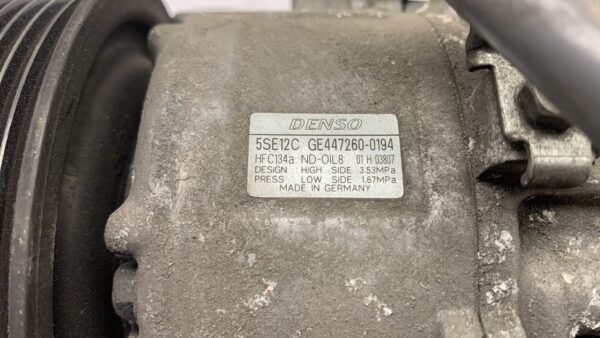 DENSO
5SE12C GE447260-0194
HFC134a ND-OIL8 01 H 03807
DESIGN HIGH SIDE 3.53MPa
PRESS LOW SIDE 1.67MPa
MADE IN GERMANY